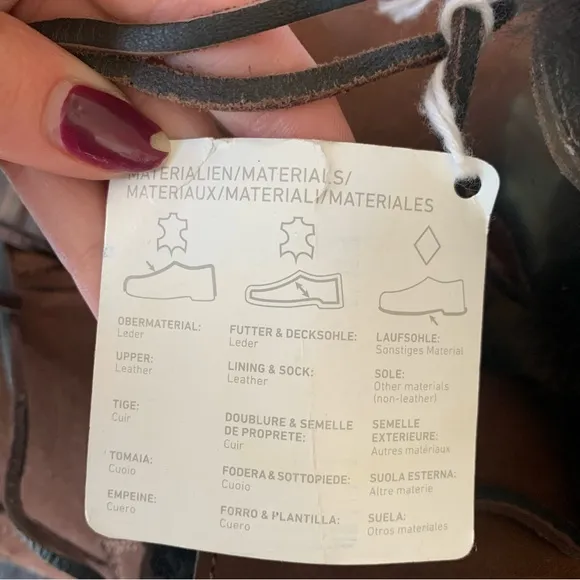 MATERIALIEN/MATERIALS/
MATERIAUX/MATERIALI/MATERIALES
OBERMATERIAL:
Leder
UPPER:
Leather
TIGE:
Cuir
TOMAIA:
Cuoio
EMPEINE:
Cuero
FUTTER & DECKSOHLE:
Leder
LINING & SOCK:
Leather
DOUBLURE & SEMELLE
DE PROPRETE:
Cuir
FODERA & SOTTOPIEDE:
Cuoio
FORRO & PLANTILLA:
Cuero
LAUFSOHLE:
Sonstiges Material
SOLE:
Other materials
(non-leather)
SEMELLE
EXTERIEURE:
Autres matériaux
SUOLA ESTERNA:
Altre materie
SUELA:
Otros materiales